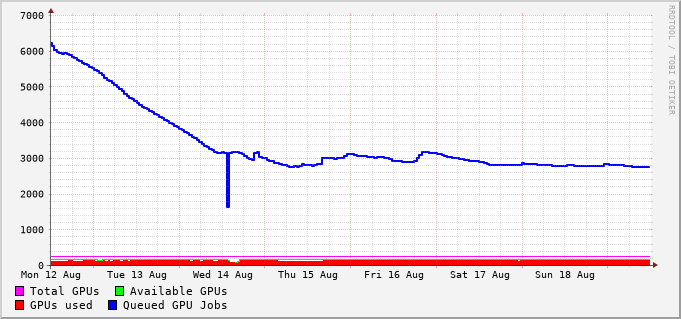 7000
6000
5000
4000
3000
2000
1000
0
Mon 12 Aug Tue 13 Aug Wed 14 Aug Thu 15 Aug Fri 16 Aug Sat 17 Aug Sun 18 Aug
Total GPUs Available GPUs
GPUs used Queued GPU Jobs
RRDTOOL / TOBI OETIKER